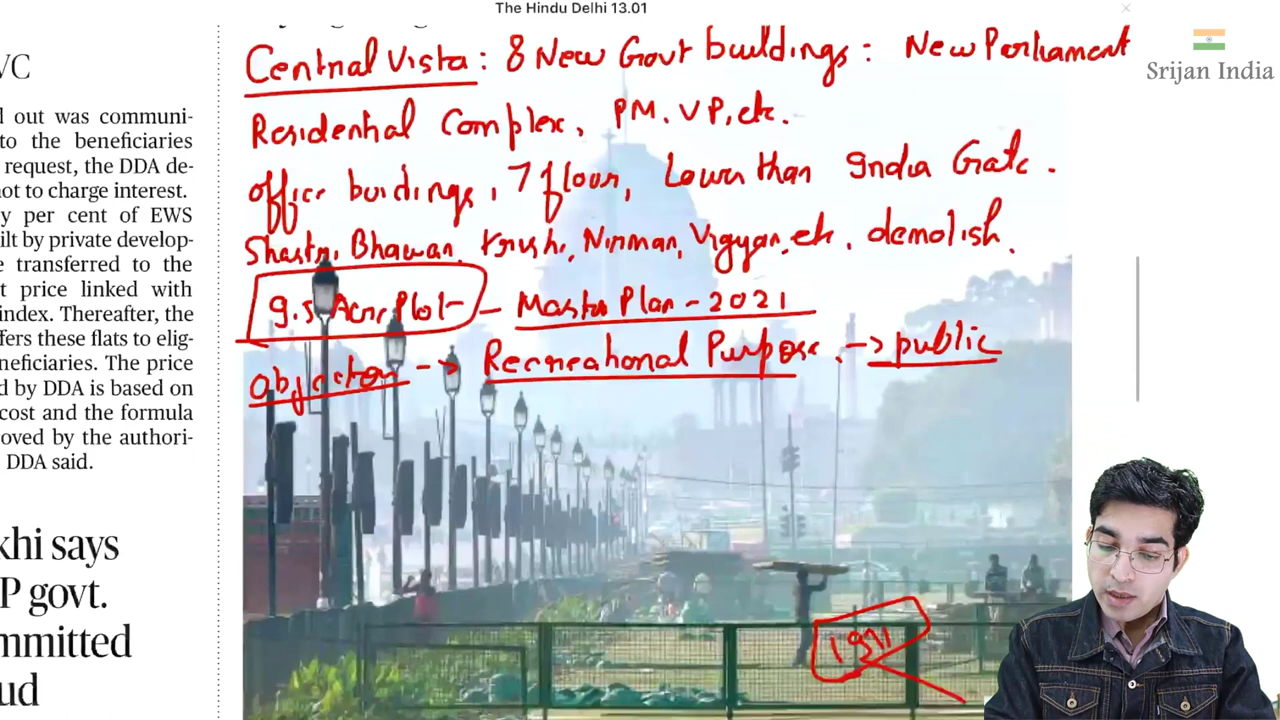 The Hindu Delhi 13.01
Srijan India
VC
d out was communi-
to the beneficiaries
request, the DDA de-
not to charge interest.
y per cent of EWS
ilt by private develop-
e transferred to the
t price linked with
index. Thereafter, the
ffers these flats to elig-
neficiaries. The price
d by DDA is based on
cost and the formula
oved by the authori-
DDA said.
khi says
P govt.
mmitted
ud
Central Vista : 8 New Govt buildings : New Parliament
Residential Complex, PM, VP, etc.
office buildings, 7 floor, Lower than India Gate.
Shastri Bhawan, Krushi, Nirman, Vigyan, etc, demolish.
9.5 Acre Plot - Master Plan - 2021
Objection -> Recreational Purpose -> public
1911